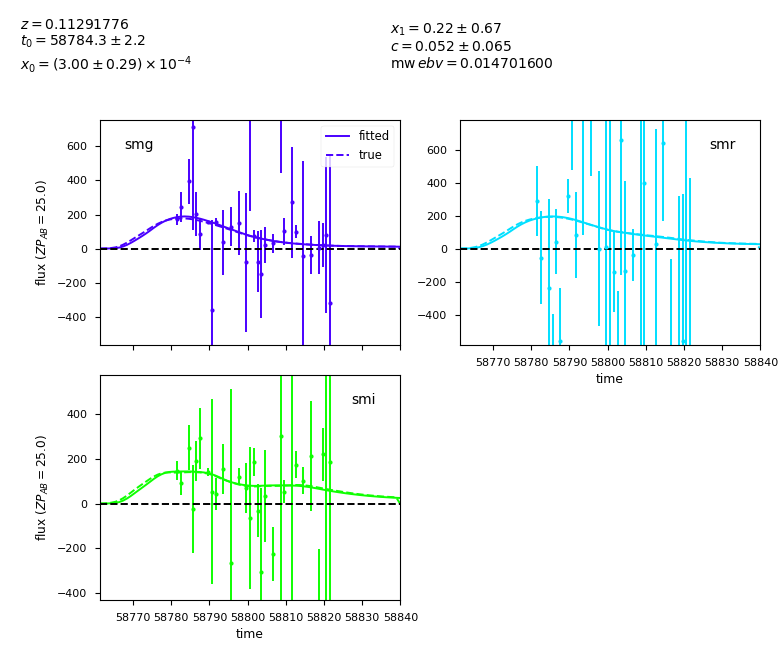 z = 0.11291776
t₀ = 58784.3 ± 2.2
x₀ = (3.00 ± 0.29) × 10⁻⁴
x₁ = 0.22 ± 0.67
c = 0.052 ± 0.065
mw ebv = 0.014701600
smg
fitted
true
600
400
200
0
−200
−400
flux (ZP_AB = 25.0)
smr
600
400
200
0
−200
−400
58770 58780 58790 58800 58810 58820 58830 58840
time
smi
400
200
0
−200
−400
flux (ZP_AB = 25.0)
58770 58780 58790 58800 58810 58820 58830 58840
time